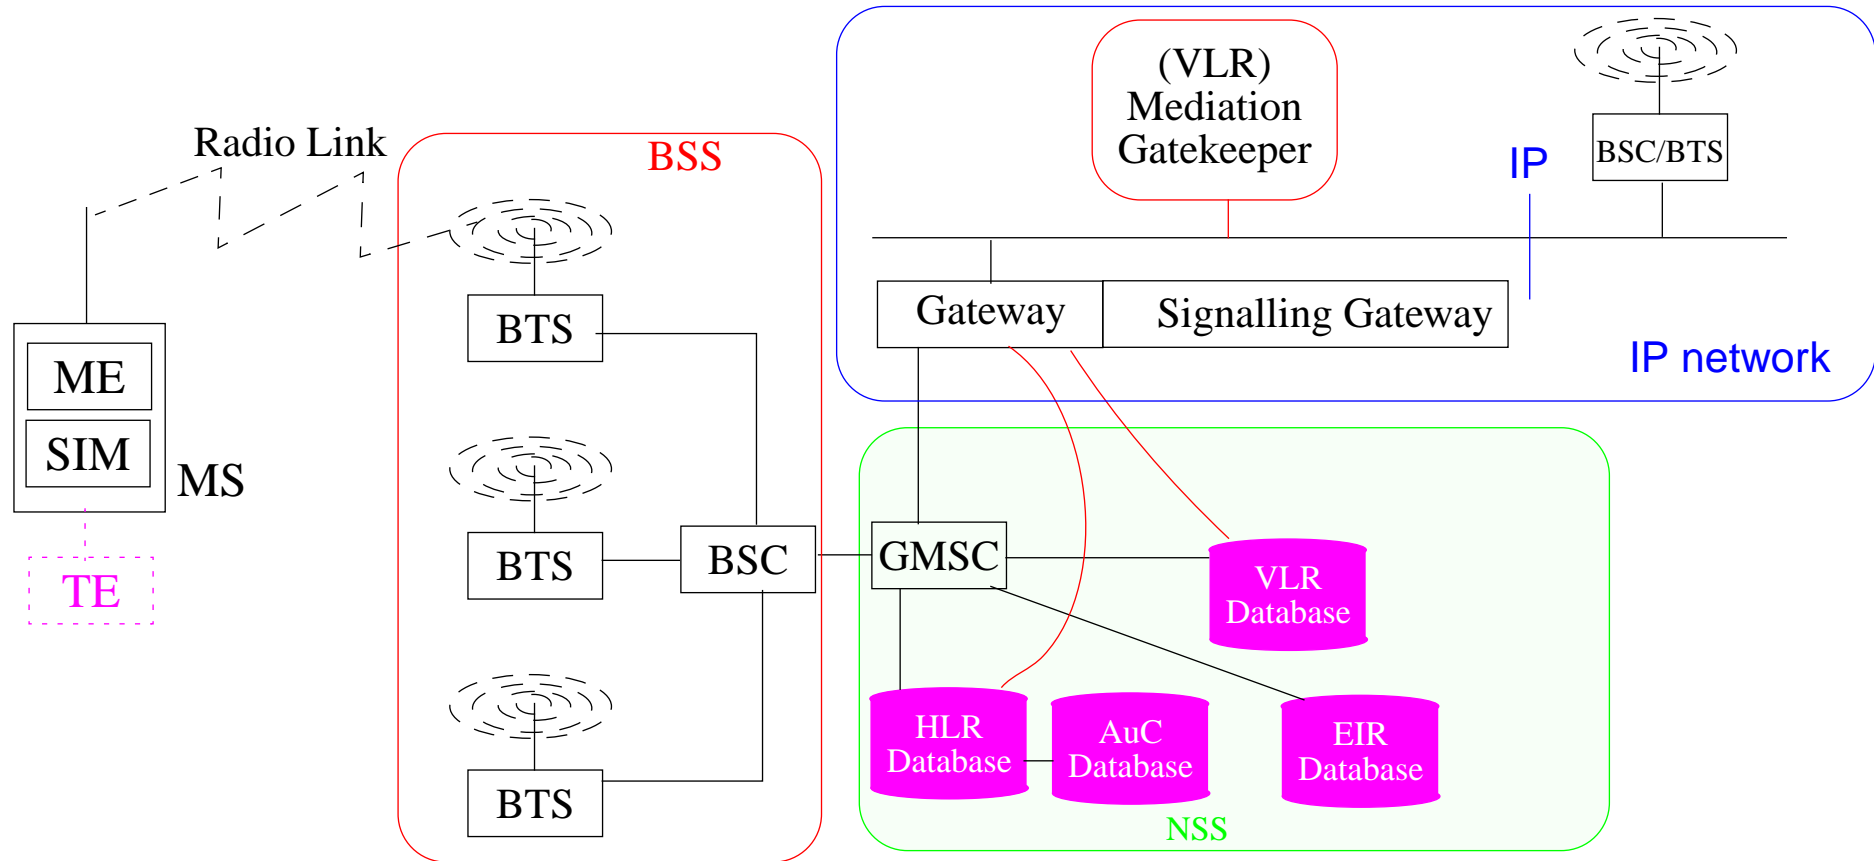 (VLR)
Mediation
Gatekeeper
BSC/BTS
IP
Radio Link
BSS
Gateway
Signalling Gateway
IP network
BTS
ME
SIM
MS
TE
BTS
BSC
GMSC
VLR
Database
HLR
Database
AuC
Database
EIR
Database
BTS
NSS